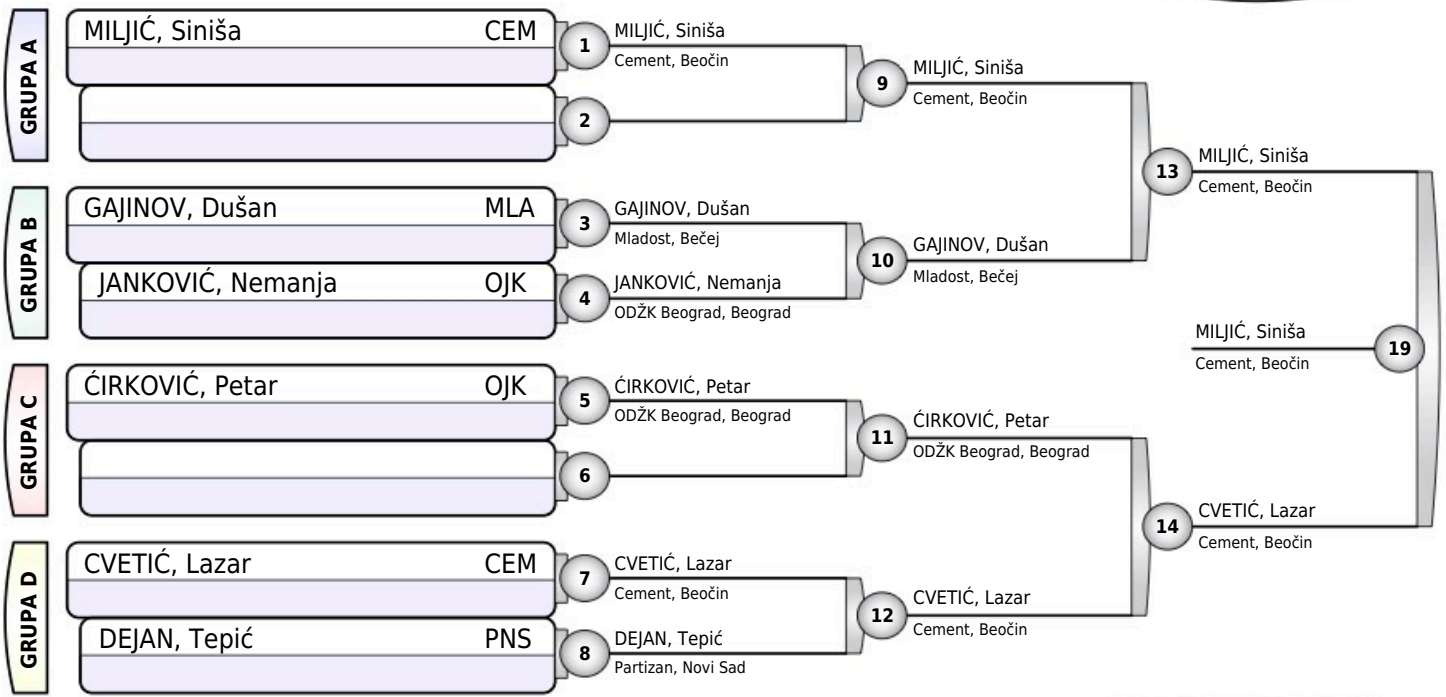 GRUPA A
MILJIĆ, Siniša CEM
1
MILJIĆ, Siniša
Cement, Beočin
2
9
MILJIĆ, Siniša
Cement, Beočin
GRUPA B
GAJINOV, Dušan MLA
3
GAJINOV, Dušan
Mladost, Bečej
JANKOVIĆ, Nemanja OJK
4
JANKOVIĆ, Nemanja
ODŽK Beograd, Beograd
10
GAJINOV, Dušan
Mladost, Bečej
13
MILJIĆ, Siniša
Cement, Beočin
GRUPA C
ĆIRKOVIĆ, Petar OJK
5
ĆIRKOVIĆ, Petar
ODŽK Beograd, Beograd
6
11
ĆIRKOVIĆ, Petar
ODŽK Beograd, Beograd
GRUPA D
CVETIĆ, Lazar CEM
7
CVETIĆ, Lazar
Cement, Beočin
DEJAN, Tepić PNS
8
DEJAN, Tepić
Partizan, Novi Sad
12
CVETIĆ, Lazar
Cement, Beočin
14
CVETIĆ, Lazar
Cement, Beočin
MILJIĆ, Siniša
Cement, Beočin
19